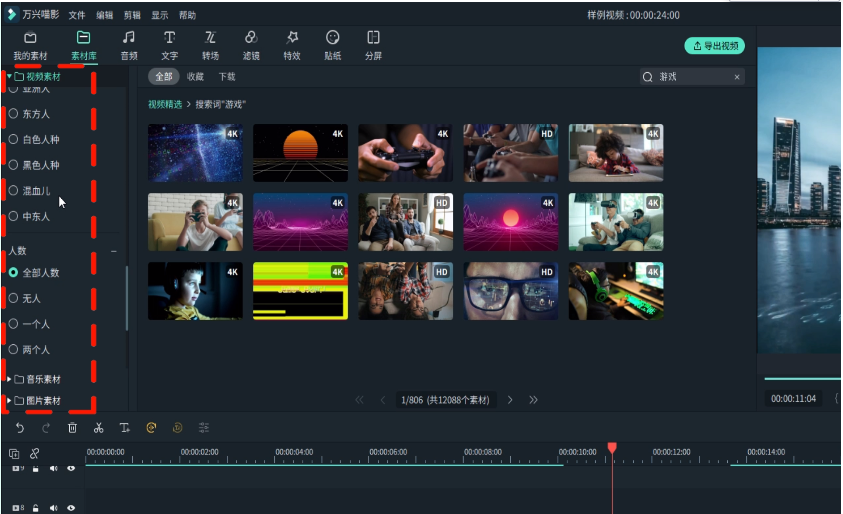 万兴喵影 文件 编辑 剪辑 显示 帮助 样例视频 : 00:00:24:00
我的素材 素材库 音频 文字 转场 滤镜 特效 贴纸 分屏
导出视频
视频素材 全部 收藏 下载 游戏 ×
亚洲人
视频精选 > 搜索词"游戏"
东方人
白色人种
黑色人种
混血儿
中东人
4K 4K 4K HD 4K
4K 4K HD 4K 4K
4K 4K HD HD 4K
人数 −
全部人数
无人
一个人
两个人
音乐素材
图片素材
1/806 (共12088个素材)
00:00:11:04
00:00:00:00 00:00:02:00 00:00:04:00 00:00:06:00 00:00:08:00 00:00:10:00 00:00:12:00 00:00:14:00
9
8